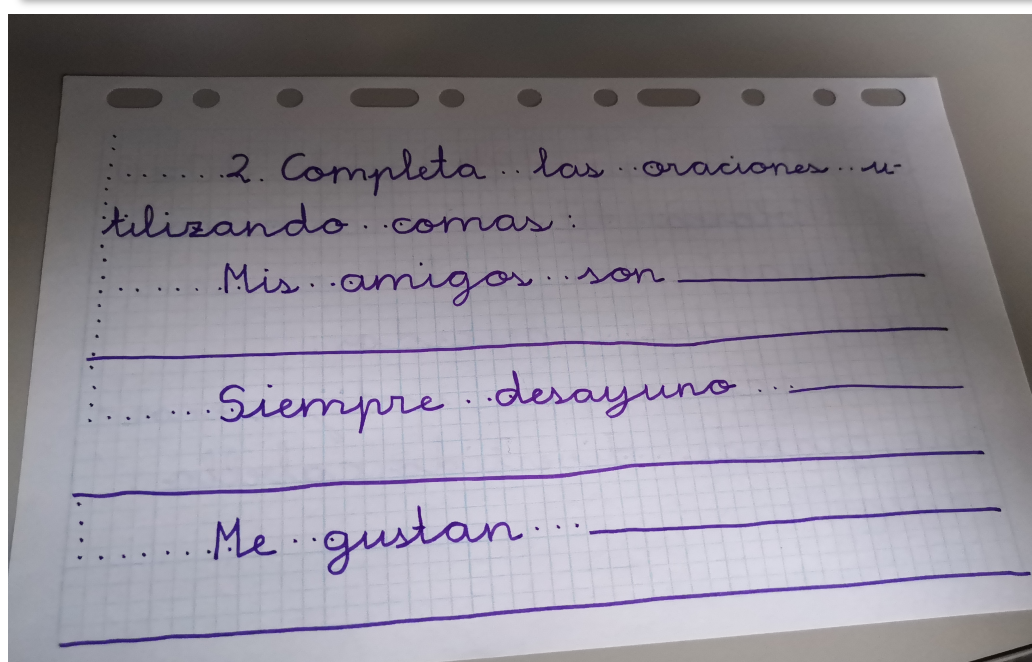 2. Completa las oraciones u-
tilizando comas:
Mis amigos son
Siempre desayuno
Me gustan